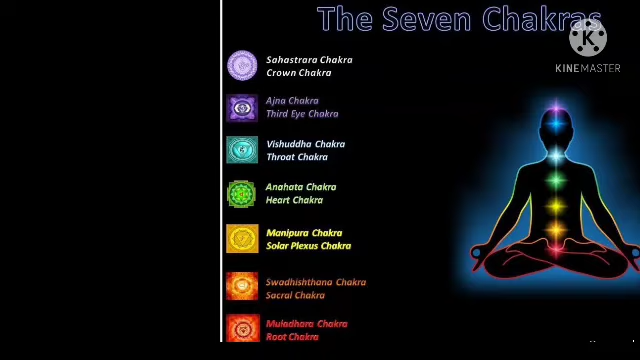 The Seven Chakras
KINEMASTER
Sahastrara Chakra
Crown Chakra
Ajna Chakra
Third Eye Chakra
Vishuddha Chakra
Throat Chakra
Anahata Chakra
Heart Chakra
Manipura Chakra
Solar Plexus Chakra
Swadhishthana Chakra
Sacral Chakra
Muladhara Chakra
Root Chakra